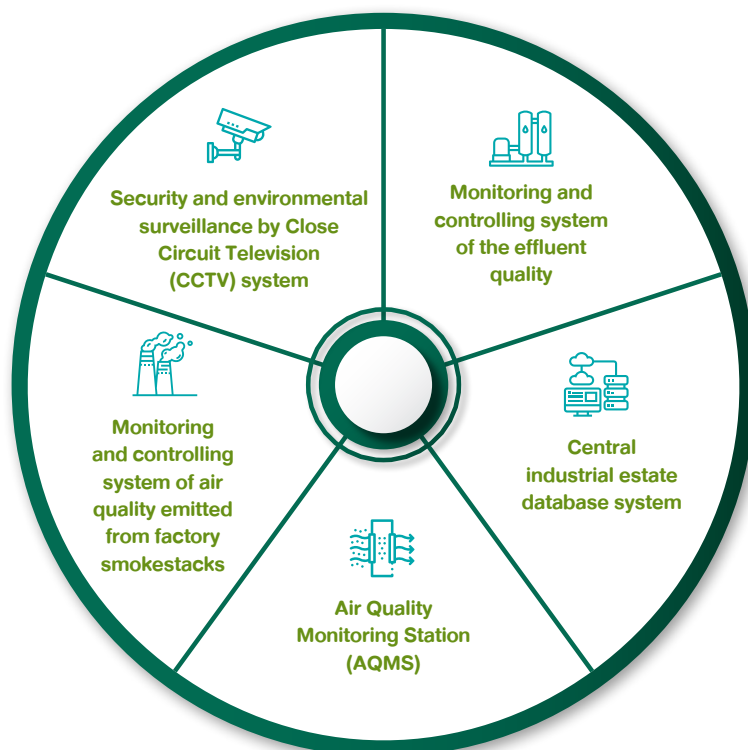 Security and environmental
surveillance by Close
Circuit Television
(CCTV) system
Monitoring and
controlling system
of the effluent
quality
Central
industrial estate
database system
Air Quality
Monitoring Station
(AQMS)
Monitoring
and controlling
system of air
quality emitted
from factory
smokestacks